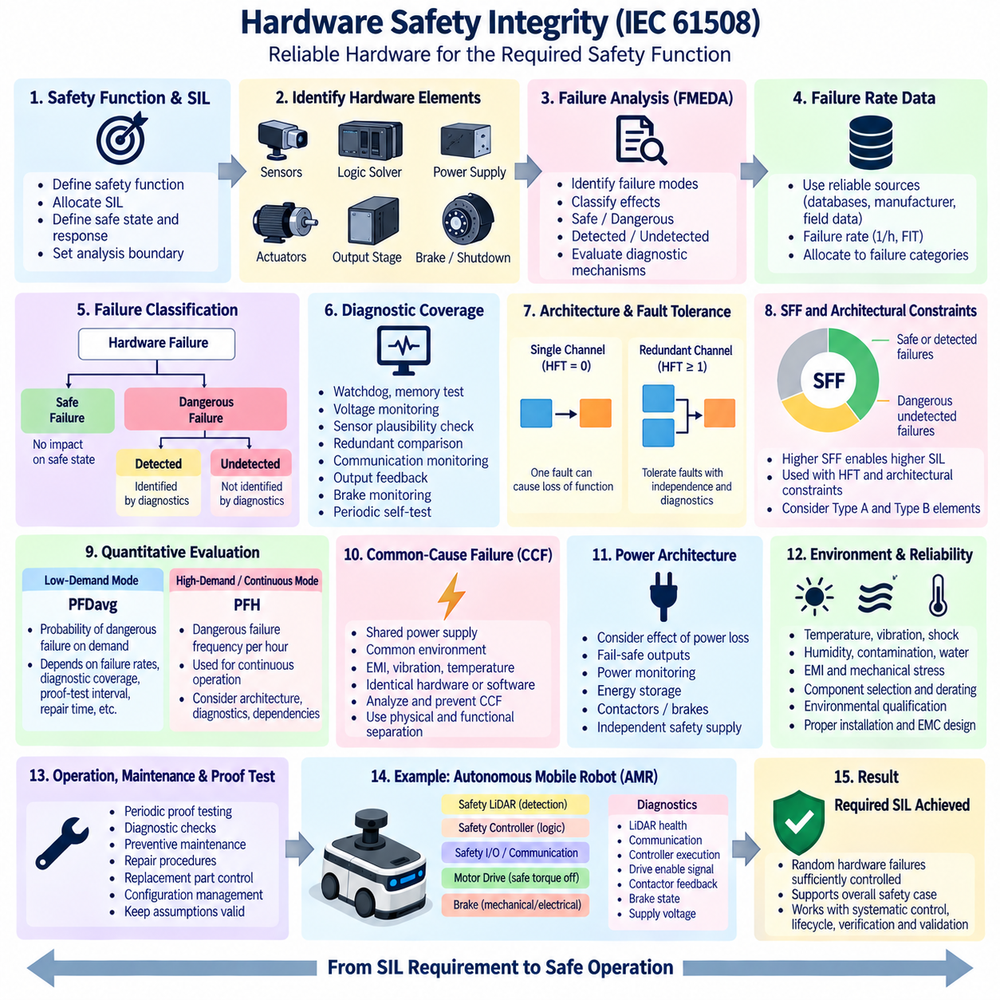 Hardware Safety Integrity (IEC 61508)
Reliable Hardware for the Required Safety Function
1. Safety Function & SIL
• Define safety function
• Allocate SIL
• Define safe state and
response
• Set analysis boundary
2. Identify Hardware Elements
Sensors
Logic Solver
Power Supply
Actuators
Output Stage
Brake / Shutdown
3. Failure Analysis (FMEDA)
• Identify failure modes
• Classify effects
• Safe / Dangerous
• Detected / Undetected
• Evaluate diagnostic
mechanisms
4. Failure Rate Data
• Use reliable sources
(databases, manufacturer,
field data)
• Failure rate (1/h, FIT)
• Allocate to failure categories
5. Failure Classification
Hardware Failure
Safe
Failure
Dangerous
Failure
No impact
on safe state
Detected
Undetected
Identified
by diagnostics
Not identified
by diagnostics
6. Diagnostic Coverage
• Watchdog, memory test
• Voltage monitoring
• Sensor plausibility check
• Redundant comparison
• Communication monitoring
• Output feedback
• Brake monitoring
• Periodic self-test
7. Architecture & Fault Tolerance
Single Channel
(HFT = 0)
One fault can
cause loss of function
Redundant Channel
(HFT ≥ 1)
Tolerate faults with
independence and
diagnostics
8. SFF and Architectural Constraints
SFF
Safe or detected
failures
Dangerous
undetected
failures
• Higher SFF enables higher SIL
• Used with HFT and architectural
constraints
• Consider Type A and Type B elements
9. Quantitative Evaluation
Low-Demand Mode
PFDavg
• Probability of dangerous
failure on demand
• Depends on failure rates,
diagnostic coverage,
proof-test interval,
repair time, etc.
High-Demand / Continuous Mode
PFH
• Dangerous failure
frequency per hour
• Used for continuous
operation
• Consider architecture,
diagnostics, dependencies
10. Common-Cause Failure (CCF)
• Shared power supply
• Common environment
• EMI, vibration, temperature
• Identical hardware or software
• Analyze and prevent CCF
• Use physical and functional
separation
11. Power Architecture
• Consider effect of power loss
• Fail-safe outputs
• Power monitoring
• Energy storage
• Contactors / brakes
• Independent safety supply
12. Environment & Reliability
• Temperature, vibration, shock
• Humidity, contamination, water
• EMI and mechanical stress
• Component selection and derating
• Environmental qualification
• Proper installation and EMC design
13. Operation, Maintenance & Proof Test
• Periodic proof testing
• Diagnostic checks
• Preventive maintenance
• Repair procedures
• Replacement part control
• Configuration management
• Keep assumptions valid
14. Example: Autonomous Mobile Robot (AMR)
Safety LiDAR (detection)
Safety Controller (logic)
Safety I/O / Communication
Motor Drive (safe torque off)
Brake (mechanical/electrical)
Diagnostics
• LiDAR health
• Communication
• Controller execution
• Drive enable signal
• Contactor feedback
• Brake state
• Supply voltage
15. Result
Required SIL Achieved
• Random hardware failures
sufficiently controlled
• Supports overall safety case
• Works with systematic control,
lifecycle, verification and validation
From SIL Requirement to Safe Operation